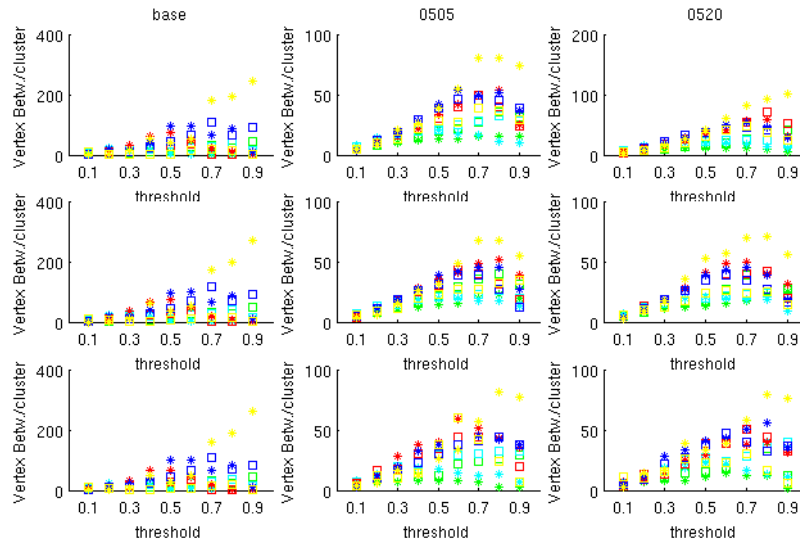 base 0505 0520
Vertex Betw./cluster 400 200 0 Vertex Betw./cluster 100 50 0 Vertex Betw./cluster 200 100 0
0.1 0.3 0.5 0.7 0.9 0.1 0.3 0.5 0.7 0.9 0.1 0.3 0.5 0.7 0.9
threshold threshold threshold
Vertex Betw./cluster 400 200 0 Vertex Betw./cluster 100 50 0 Vertex Betw./cluster 100 50 0
0.1 0.3 0.5 0.7 0.9 0.1 0.3 0.5 0.7 0.9 0.1 0.3 0.5 0.7 0.9
threshold threshold threshold
Vertex Betw./cluster 400 200 0 Vertex Betw./cluster 100 50 0 Vertex Betw./cluster 100 50 0
0.1 0.3 0.5 0.7 0.9 0.1 0.3 0.5 0.7 0.9 0.1 0.3 0.5 0.7 0.9
threshold threshold threshold